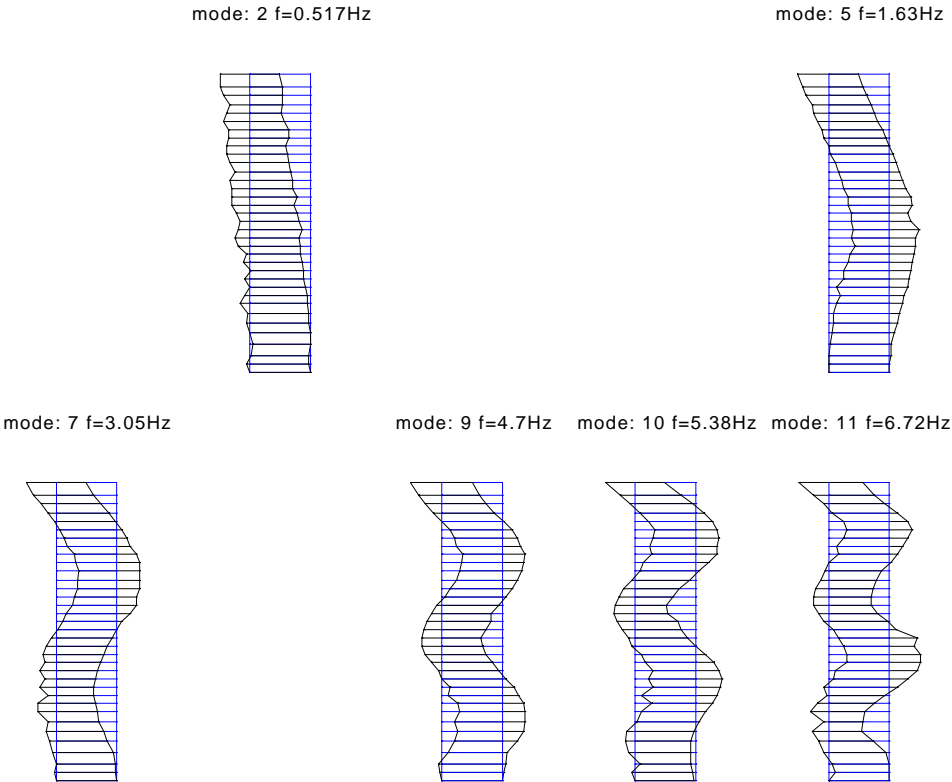 mode: 2 f=0.517Hz
mode: 5 f=1.63Hz
mode: 7 f=3.05Hz
mode: 9 f=4.7Hz
mode: 10 f=5.38Hz
mode: 11 f=6.72Hz